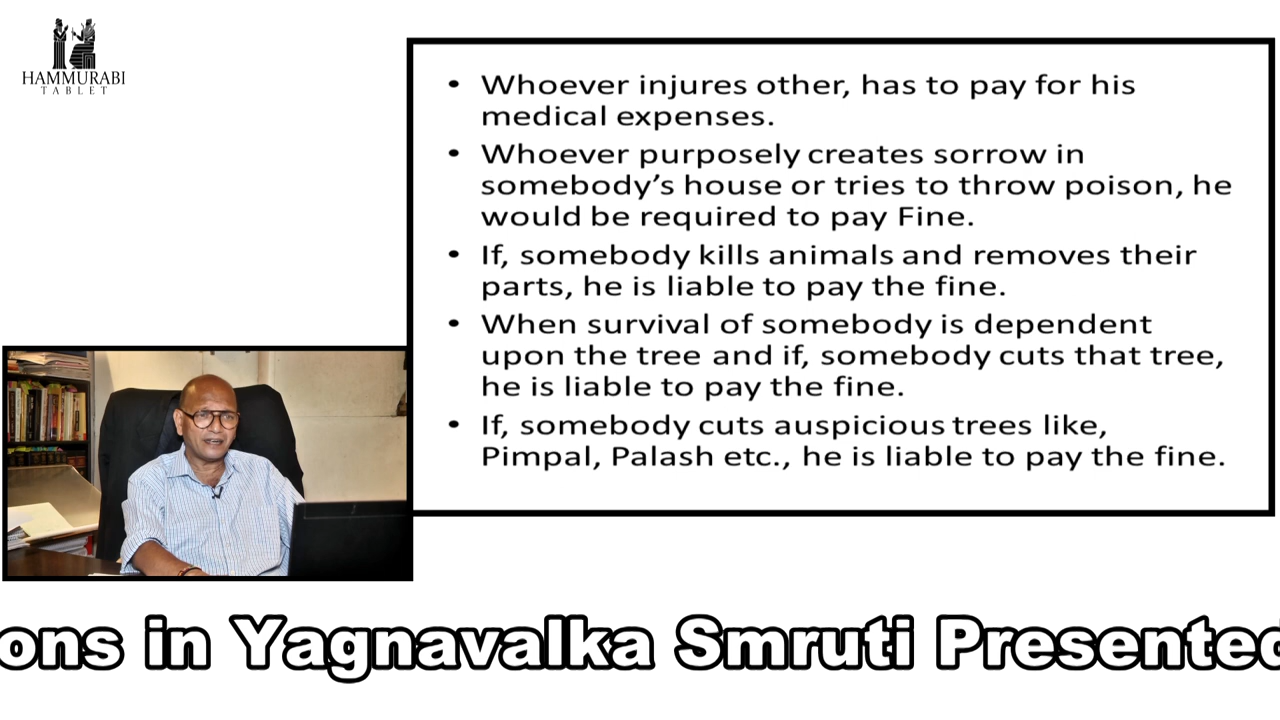 HAMMURABI
TABLET
• Whoever injures other, has to pay for his
medical expenses.
• Whoever purposely creates sorrow in
somebody’s house or tries to throw poison, he
would be required to pay Fine.
• If, somebody kills animals and removes their
parts, he is liable to pay the fine.
• When survival of somebody is dependent
upon the tree and if, somebody cuts that tree,
he is liable to pay the fine.
• If, somebody cuts auspicious trees like,
Pimpal, Palash etc., he is liable to pay the fine.
ons in Yagnavalka Smruti Presented